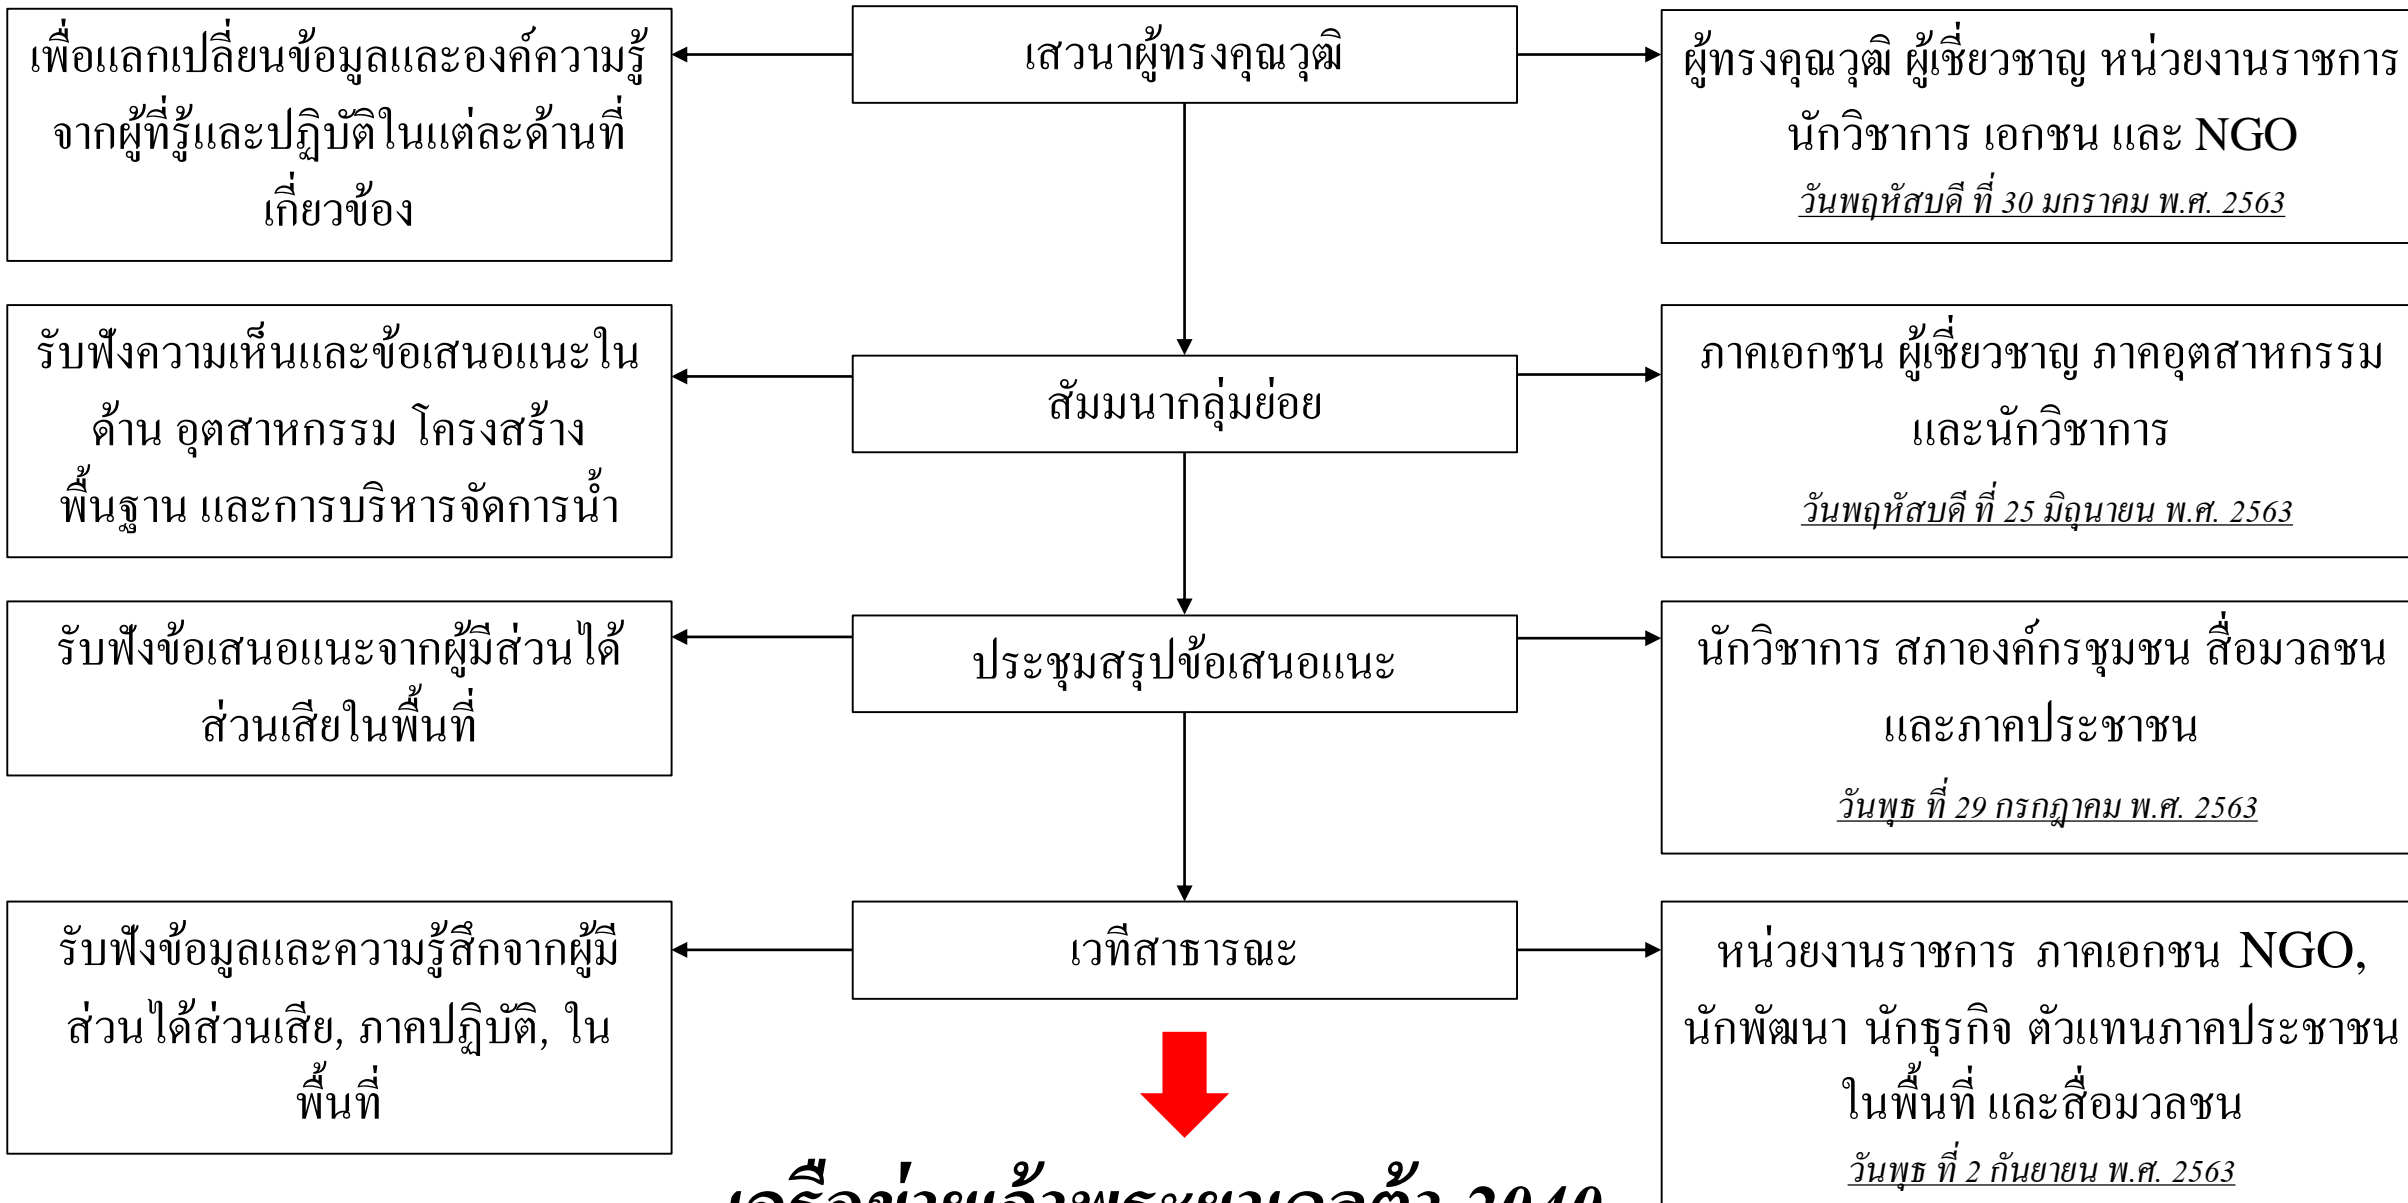 เพื่อแลกเปลี่ยนข้อมูลและองค์ความรู้
จากผู้ที่รู้และปฏิบัติในแต่ละด้านที่
เกี่ยวข้อง
เสวนาผู้ทรงคุณวุฒิ
ผู้ทรงคุณวุฒิ ผู้เชี่ยวชาญ หน่วยงานราชการ
นักวิชาการ เอกชน และ NGO
วันพฤหัสบดี ที่ 30 มกราคม พ.ศ. 2563
รับฟังความเห็นและข้อเสนอแนะใน
ด้าน อุตสาหกรรม โครงสร้าง
พื้นฐาน และการบริหารจัดการน้ำ
สัมมนากลุ่มย่อย
ภาคเอกชน ผู้เชี่ยวชาญ ภาคอุตสาหกรรม
และนักวิชาการ
วันพฤหัสบดี ที่ 25 มิถุนายน พ.ศ. 2563
รับฟังข้อเสนอแนะจากผู้มีส่วนได้
ส่วนเสียในพื้นที่
ประชุมสรุปข้อเสนอแนะ
นักวิชาการ สภาองค์กรชุมชน สื่อมวลชน
และภาคประชาชน
วันพุธ ที่ 29 กรกฎาคม พ.ศ. 2563
รับฟังข้อมูลและความรู้สึกจากผู้มี
ส่วนได้ส่วนเสีย, ภาคปฏิบัติ, ใน
พื้นที่
เวทีสาธารณะ
หน่วยงานราชการ ภาคเอกชน NGO,
นักพัฒนา นักธุรกิจ ตัวแทนภาคประชาชน
ในพื้นที่ และสื่อมวลชน
วันพุธ ที่ 2 กันยายน พ.ศ. 2563
เครือข่ายเจ้าพระยาเดลต้า 2040